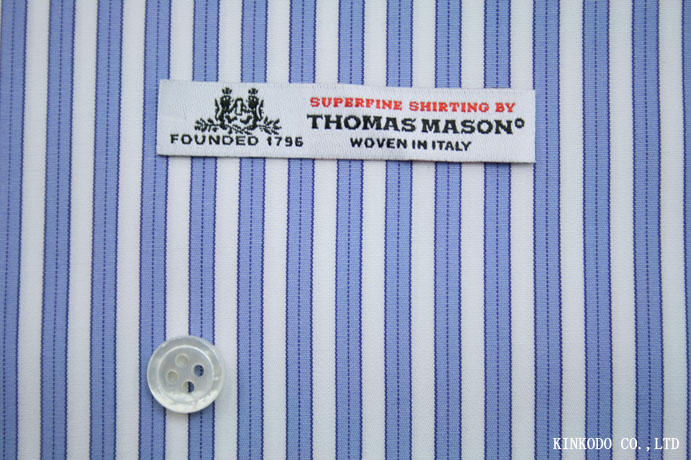 FOUNDED 1796
SUPERFINE SHIRTING BY
THOMAS MASON®
WOVEN IN ITALY
KINKODO CO.,LTD